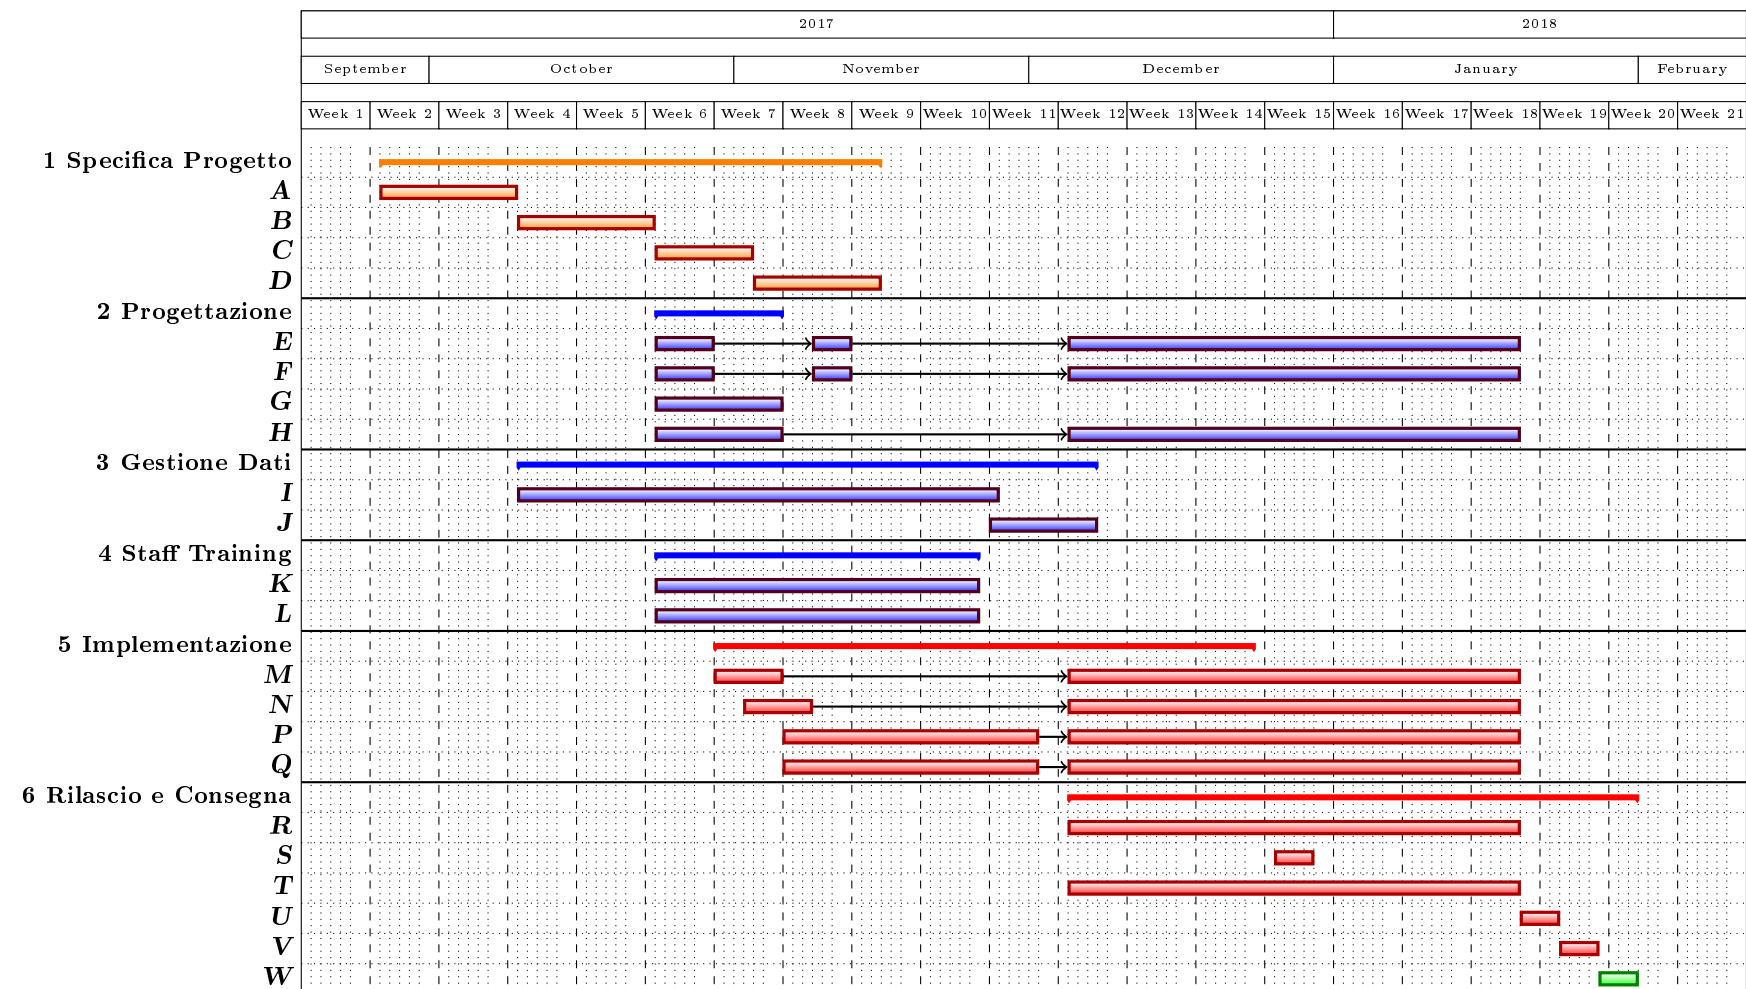 2017 2018
September October November December January February
Week 1 Week 2 Week 3 Week 4 Week 5 Week 6 Week 7 Week 8 Week 9 Week 10 Week 11 Week 12 Week 13 Week 14 Week 15 Week 16 Week 17 Week 18 Week 19 Week 20 Week 21
1 Specifica Progetto
A
B
C
D
2 Progettazione
E
F
G
H
3 Gestione Dati
I
J
4 Staff Training
K
L
5 Implementazione
M
N
P
Q
6 Rilascio e Consegna
R
S
T
U
V
W